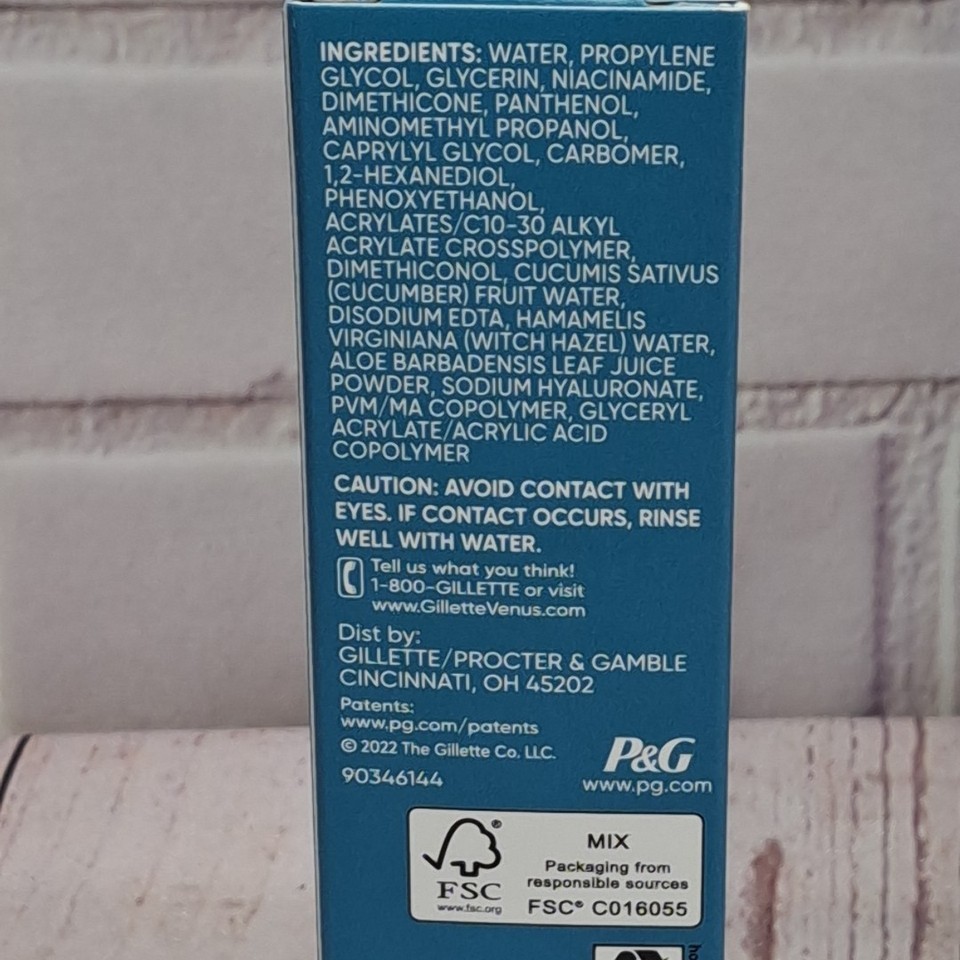 INGREDIENTS: WATER, PROPYLENE
GLYCOL, GLYCERIN, NIACINAMIDE,
DIMETHICONE, PANTHENOL,
AMINOMETHYL PROPANOL,
CAPRYLYL GLYCOL, CARBOMER,
1,2-HEXANEDIOL,
PHENOXYETHANOL,
ACRYLATES/C10-30 ALKYL
ACRYLATE CROSSPOLYMER,
DIMETHICONOL, CUCUMIS SATIVUS
(CUCUMBER) FRUIT WATER,
DISODIUM EDTA, HAMAMELIS
VIRGINIANA (WITCH HAZEL) WATER,
ALOE BARBADENSIS LEAF JUICE
POWDER, SODIUM HYALURONATE,
PVM/MA COPOLYMER, GLYCERYL
ACRYLATE/ACRYLIC ACID
COPOLYMER
CAUTION: AVOID CONTACT WITH
EYES. IF CONTACT OCCURS, RINSE
WELL WITH WATER.
Tell us what you think!
1-800-GILLETTE or visit
www.GilletteVenus.com
Dist by:
GILLETTE/PROCTER & GAMBLE
CINCINNATI, OH 45202
Patents:
www.pg.com/patents
© 2022 The Gillette Co. LLC.
90346144
P&G
www.pg.com
®
FSC
www.fsc.org
MIX
Packaging from
responsible sources
FSC® C016055